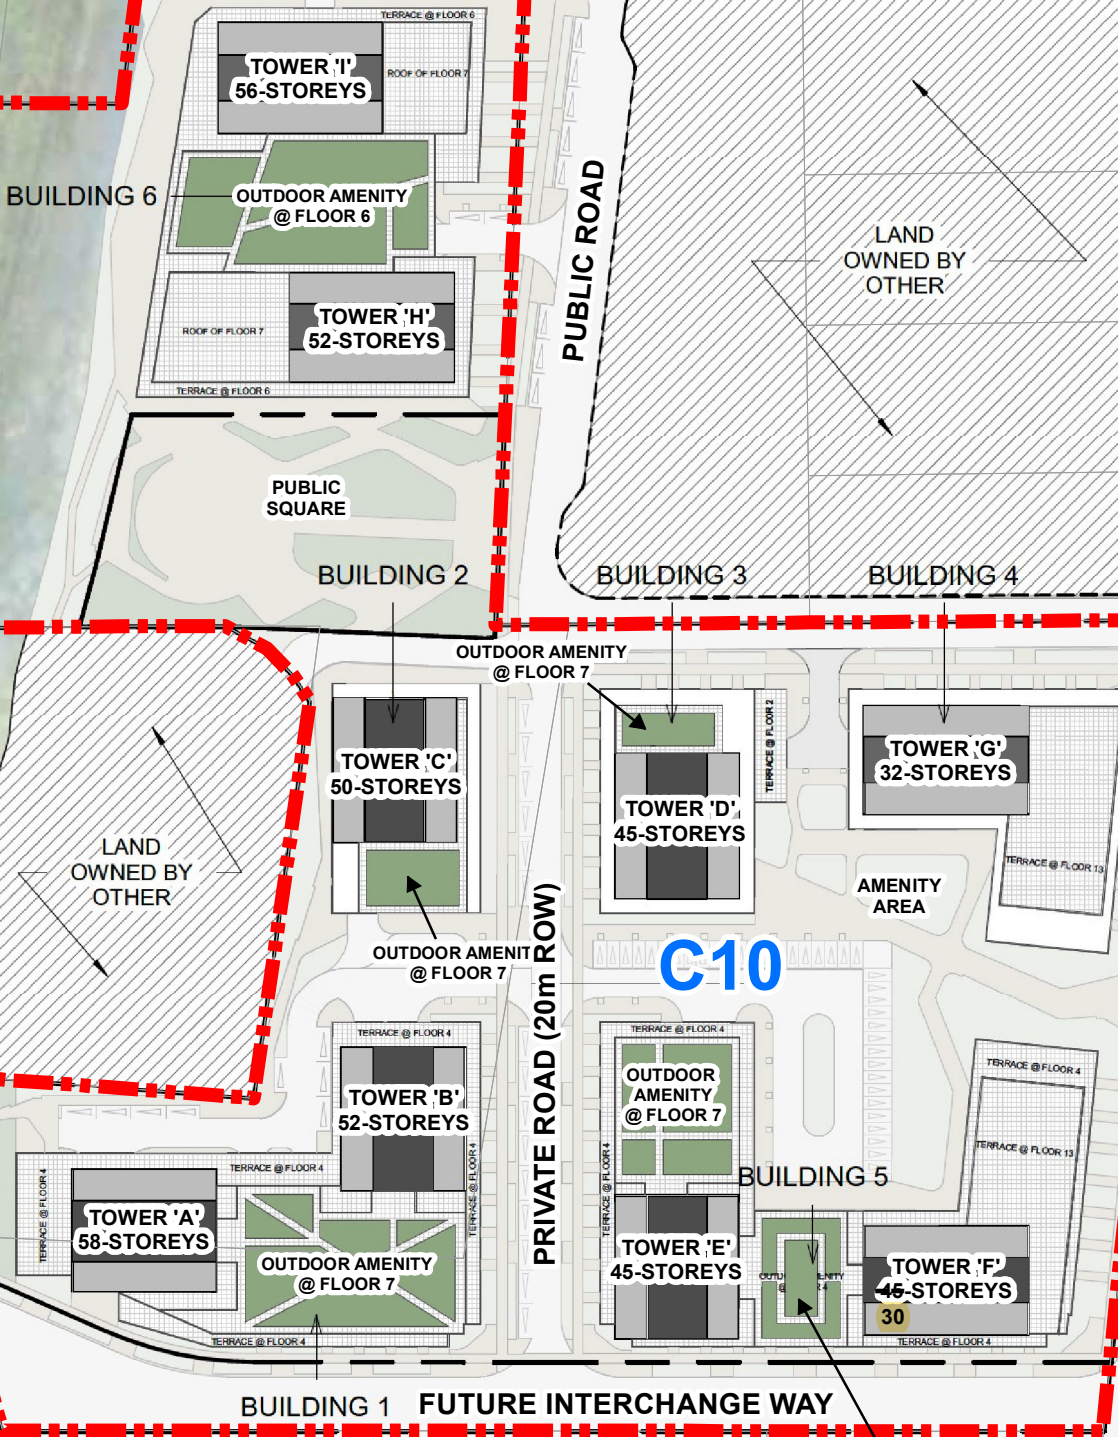 TERRACE @ FLOOR 6
TOWER 'I'
56-STOREYS
ROOF OF FLOOR 7
BUILDING 6
OUTDOOR AMENITY
@ FLOOR 6
PUBLIC ROAD
LAND
OWNED BY
OTHER
TOWER 'H'
52-STOREYS
ROOF OF FLOOR 7
TERRACE @ FLOOR 6
PUBLIC
SQUARE
BUILDING 2
BUILDING 3
BUILDING 4
OUTDOOR AMENITY
@ FLOOR 7
TERRACE @ FLOOR 2
TOWER 'C'
50-STOREYS
TOWER 'D'
45-STOREYS
TOWER 'G'
32-STOREYS
LAND
OWNED BY
OTHER
TERRACE @ FLOOR 13
AMENITY
AREA
OUTDOOR AMENIT
@ FLOOR 7
C10
PRIVATE ROAD (20m ROW)
TERRACE @ FLOOR 4
TERRACE @ FLOOR 4
TERRACE @ FLOOR 4
OUTDOOR
AMENITY
@ FLOOR 7
TOWER 'B'
52-STOREYS
TERRACE @ FLOOR 13
TERRACE @ FLOOR 4
TERRACE @ FLOOR 4
TERRACE @ FLOOR 4
TERRACE @ FLOOR 4
BUILDING 5
TOWER 'A'
58-STOREYS
OUTDOOR AMENITY
@ FLOOR 7
TOWER 'E'
45-STOREYS
TOWER 'F'
45-STOREYS
30
TERRACE @ FLOOR 4
TERRACE @ FLOOR 4
TERRACE @ FLOOR 4
BUILDING 1
FUTURE INTERCHANGE WAY